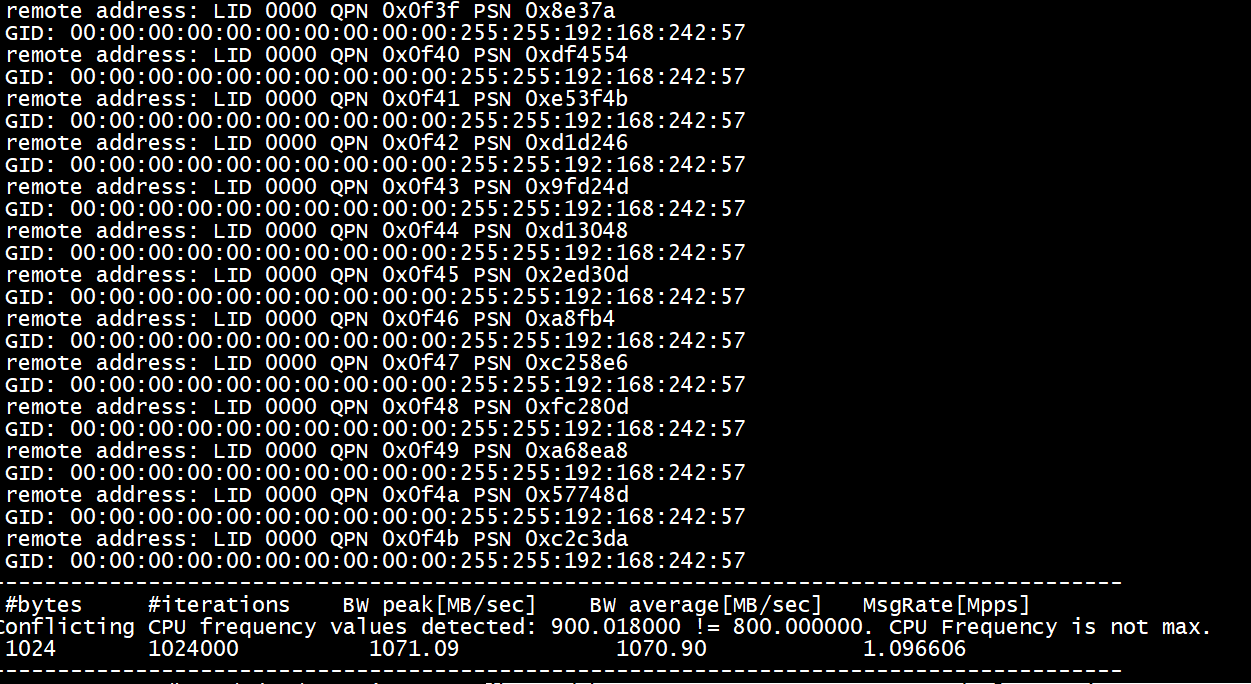 remote address: LID 0000 QPN 0x0f3f PSN 0x8e37a
GID: 00:00:00:00:00:00:00:00:00:00:255:255:192:168:242:57
remote address: LID 0000 QPN 0x0f40 PSN 0xdf4554
GID: 00:00:00:00:00:00:00:00:00:00:255:255:192:168:242:57
remote address: LID 0000 QPN 0x0f41 PSN 0xe53f4b
GID: 00:00:00:00:00:00:00:00:00:00:255:255:192:168:242:57
remote address: LID 0000 QPN 0x0f42 PSN 0xd1d246
GID: 00:00:00:00:00:00:00:00:00:00:255:255:192:168:242:57
remote address: LID 0000 QPN 0x0f43 PSN 0x9fd24d
GID: 00:00:00:00:00:00:00:00:00:00:255:255:192:168:242:57
remote address: LID 0000 QPN 0x0f44 PSN 0xd13048
GID: 00:00:00:00:00:00:00:00:00:00:255:255:192:168:242:57
remote address: LID 0000 QPN 0x0f45 PSN 0x2ed30d
GID: 00:00:00:00:00:00:00:00:00:00:255:255:192:168:242:57
remote address: LID 0000 QPN 0x0f46 PSN 0xa8fb4
GID: 00:00:00:00:00:00:00:00:00:00:255:255:192:168:242:57
remote address: LID 0000 QPN 0x0f47 PSN 0xc258e6
GID: 00:00:00:00:00:00:00:00:00:00:255:255:192:168:242:57
remote address: LID 0000 QPN 0x0f48 PSN 0xfc280d
GID: 00:00:00:00:00:00:00:00:00:00:255:255:192:168:242:57
remote address: LID 0000 QPN 0x0f49 PSN 0xa68ea8
GID: 00:00:00:00:00:00:00:00:00:00:255:255:192:168:242:57
remote address: LID 0000 QPN 0x0f4a PSN 0x57748d
GID: 00:00:00:00:00:00:00:00:00:00:255:255:192:168:242:57
remote address: LID 0000 QPN 0x0f4b PSN 0xc2c3da
GID: 00:00:00:00:00:00:00:00:00:00:255:255:192:168:242:57
---------------------------------------------------------------------------------------
#bytes #iterations BW peak[MB/sec] BW average[MB/sec] MsgRate[Mpps]
Conflicting CPU frequency values detected: 900.018000 != 800.000000. CPU Frequency is not max.
1024 1024000 1071.09 1070.90 1.096606
---------------------------------------------------------------------------------------